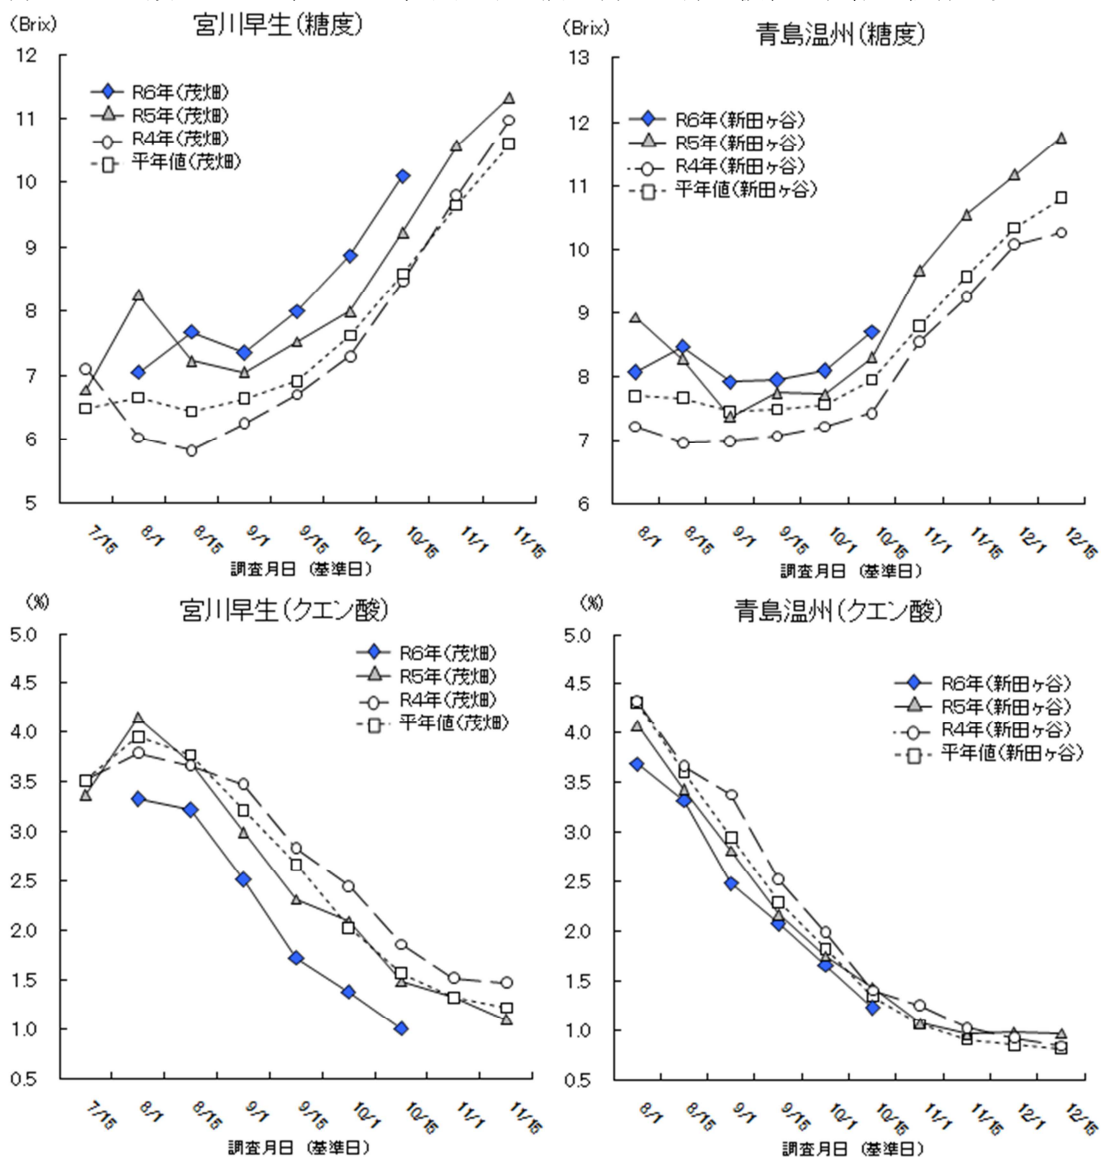 (Brix)
宮川早生(糖度)
12
11
10
9
8
7
6
5
R6年(茂畑)
R5年(茂畑)
R4年(茂畑)
平年値(茂畑)
7/15
8/1
8/15
9/1
9/15
10/1
10/15
11/1
11/15
調査月日 (基準日)
(Brix)
青島温州(糖度)
13
12
11
10
9
8
7
6
R6年(新田ヶ谷)
R5年(新田ヶ谷)
R4年(新田ヶ谷)
平年値(新田ヶ谷)
8/1
8/15
9/1
9/15
10/1
10/15
11/1
11/15
12/1
12/15
調査月日 (基準日)
(%)
宮川早生(クエン酸)
5.0
4.5
4.0
3.5
3.0
2.5
2.0
1.5
1.0
0.5
R6年(茂畑)
R5年(茂畑)
R4年(茂畑)
平年値(茂畑)
7/15
8/1
8/15
9/1
9/15
10/1
10/15
11/1
11/15
調査月日 (基準日)
(%)
青島温州(クエン酸)
5.0
4.5
4.0
3.5
3.0
2.5
2.0
1.5
1.0
0.5
R6年(新田ヶ谷)
R5年(新田ヶ谷)
R4年(新田ヶ谷)
平年値(新田ヶ谷)
8/1
8/15
9/1
9/15
10/1
10/15
11/1
11/15
12/1
12/15
調査月日 (基準日)